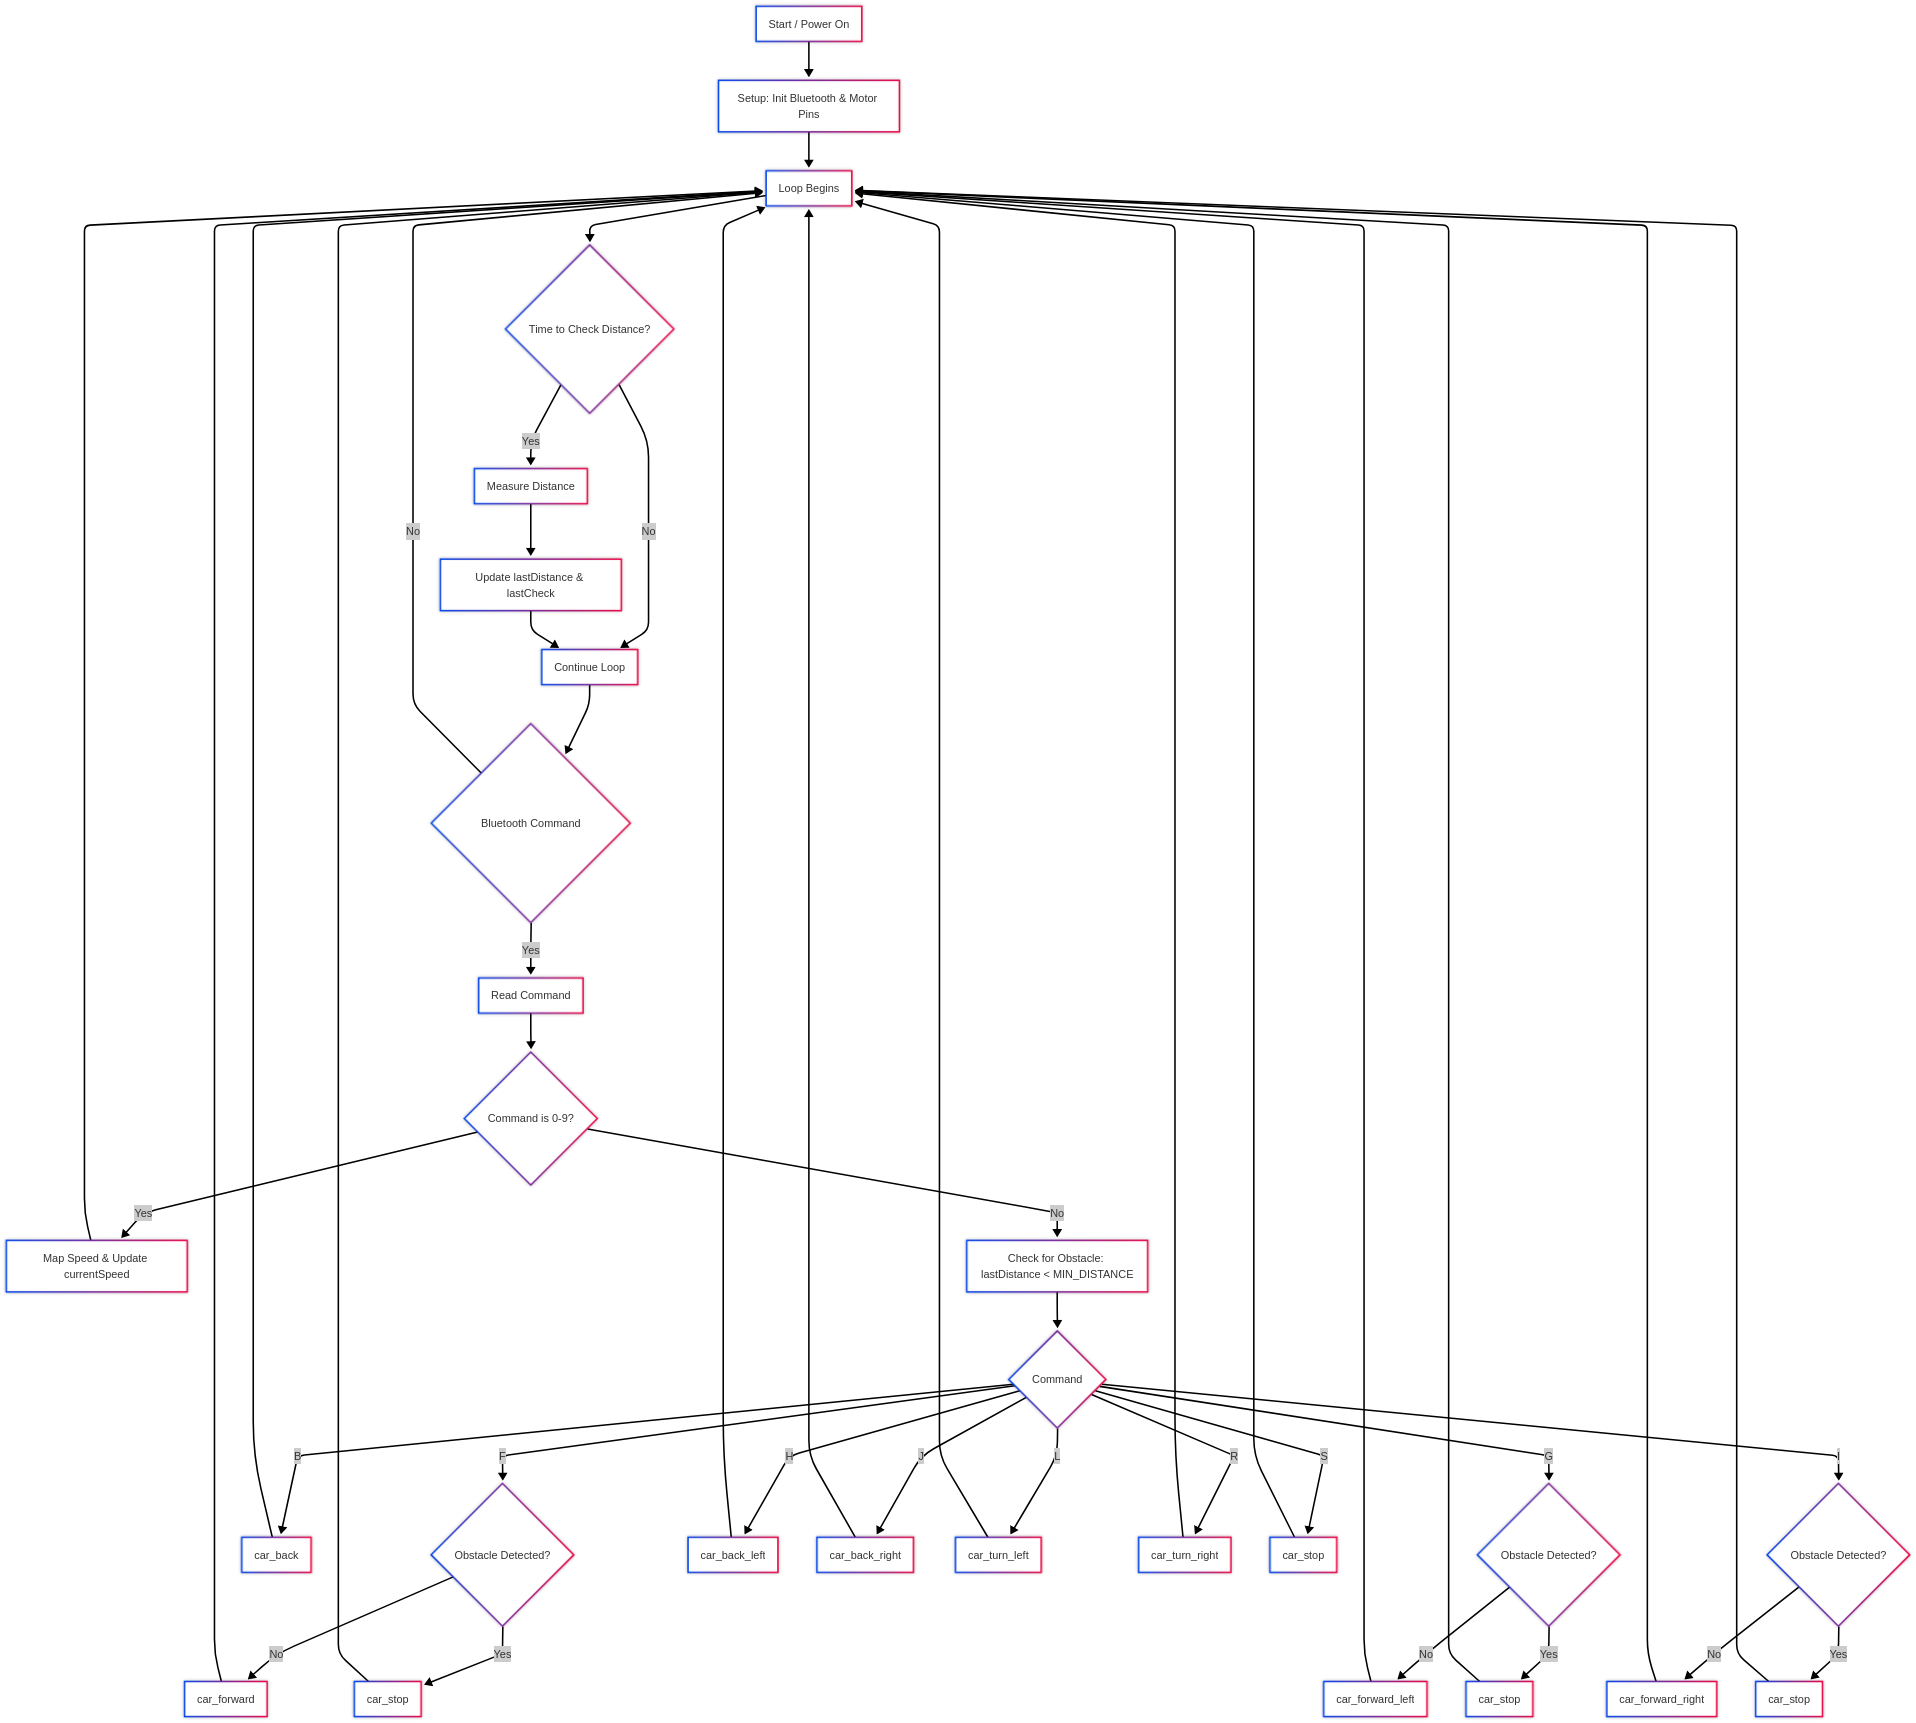 Start / Power On
Setup: Init Bluetooth & Motor
Pins
Loop Begins
Time to Check Distance?
Yes
Measure Distance
No
No
Update lastDistance &
lastCheck
Continue Loop
Bluetooth Command
Yes
Read Command
Command is 0-9?
Yes
No
Map Speed & Update
currentSpeed
Check for Obstacle:
lastDistance < MIN_DISTANCE
Command
B
F
H
J
L
R
S
G
I
car_back
Obstacle Detected?
car_back_left
car_back_right
car_turn_left
car_turn_right
car_stop
Obstacle Detected?
Obstacle Detected?
No
Yes
No
Yes
No
Yes
car_forward
car_stop
car_forward_left
car_stop
car_forward_right
car_stop